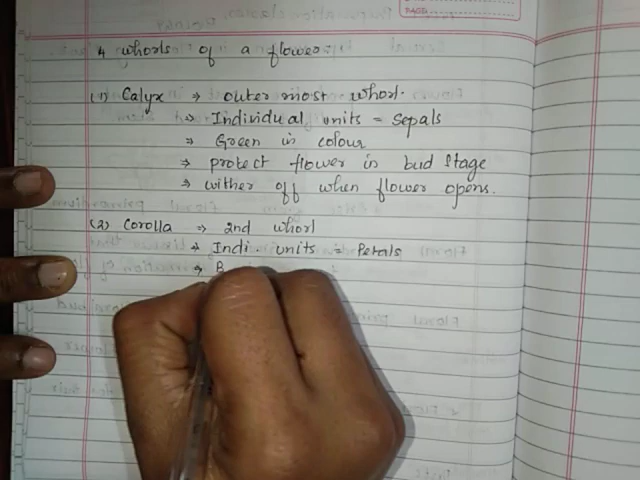 PAGE
4 whorls of a flower:
(1) Calyx → outer most whorl.
→ Individual units = Sepals
→ Green in colour
→ protect flower in bud stage
→ wither off when flower opens.
(2) Corolla → 2nd whorl
→ Indi. units = Petals
→ B